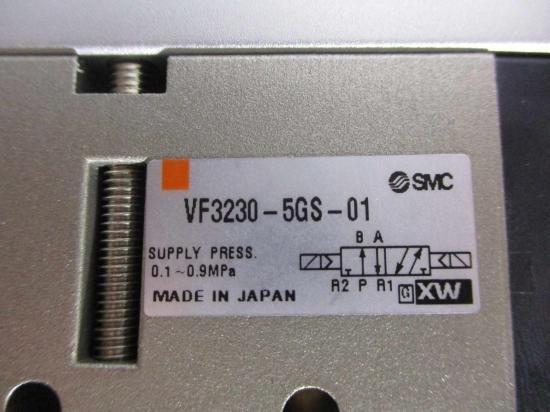 SMC
VF3230-5GS-01
B A
SUPPLY PRESS.
0.1~0.9MPa
R2 P R1
MADE IN JAPAN
G XW